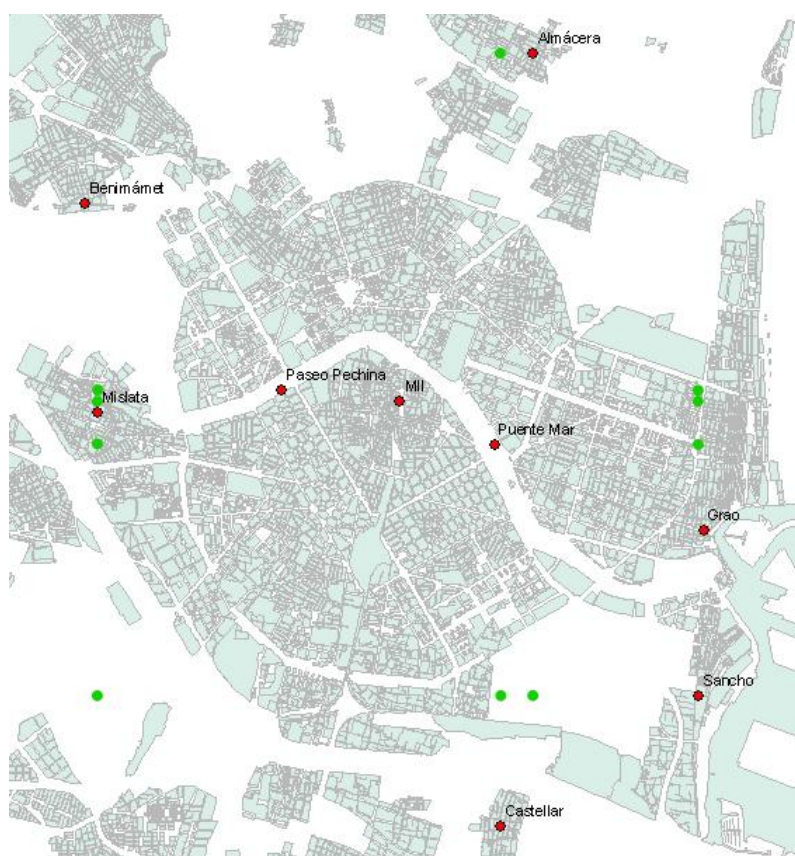 Almácera
Benimámet
Paseo Pechina
MII
Mislata
Puente Mar
Grao
Sancho
Castellar